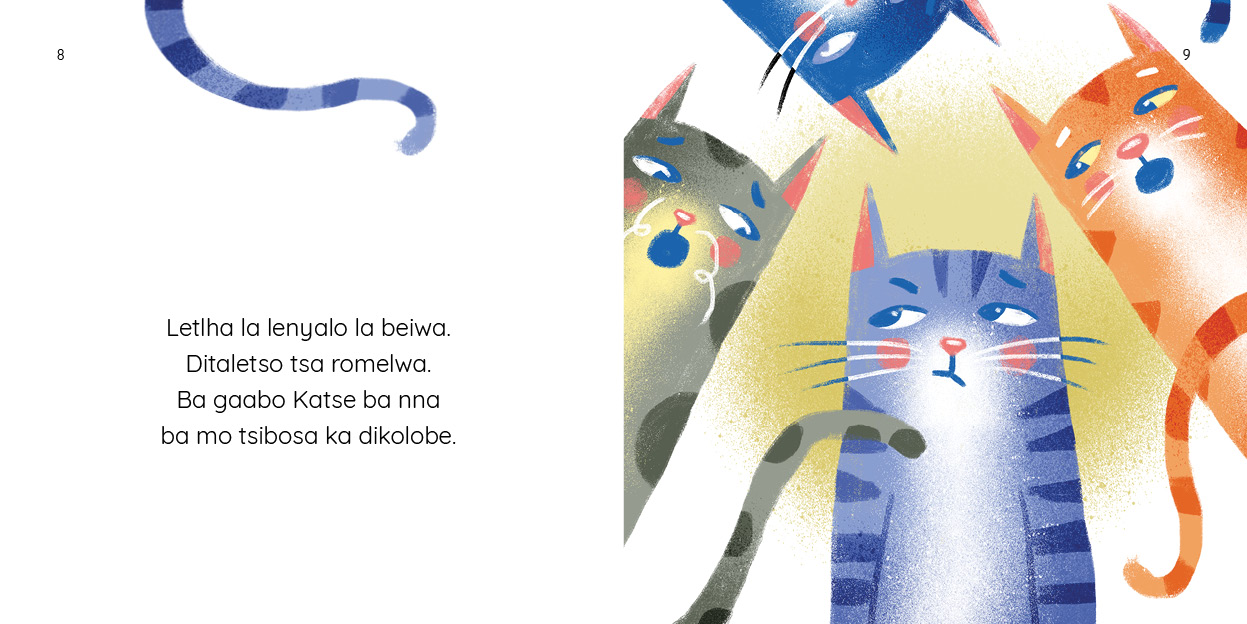 8
Letlha la lenyalo la beiwa.
Ditaletso tsa romelwa.
Ba gaabo Katse ba nna
ba mo tsibosa ka dikolobe.
9